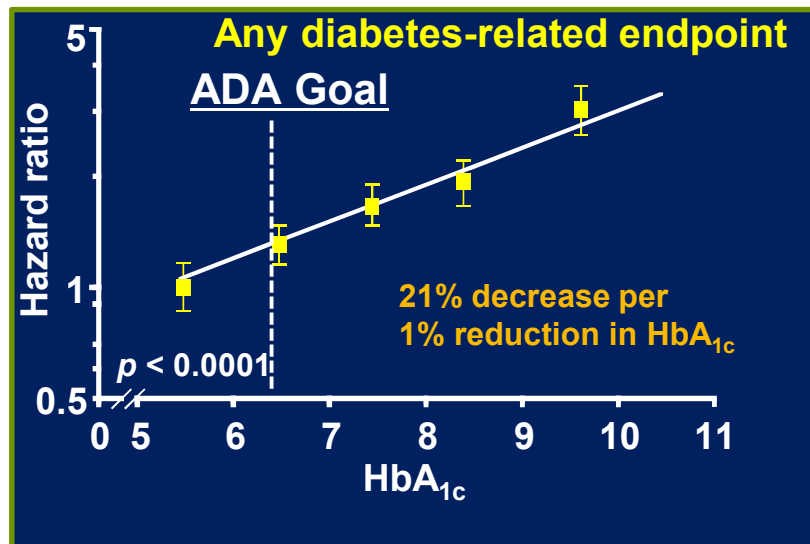 Any diabetes-related endpoint
ADA Goal
Hazard ratio
5
1
0.5
21% decrease per
1% reduction in HbA1c
p < 0.0001
0 5 6 7 8 9 10 11
HbA1c